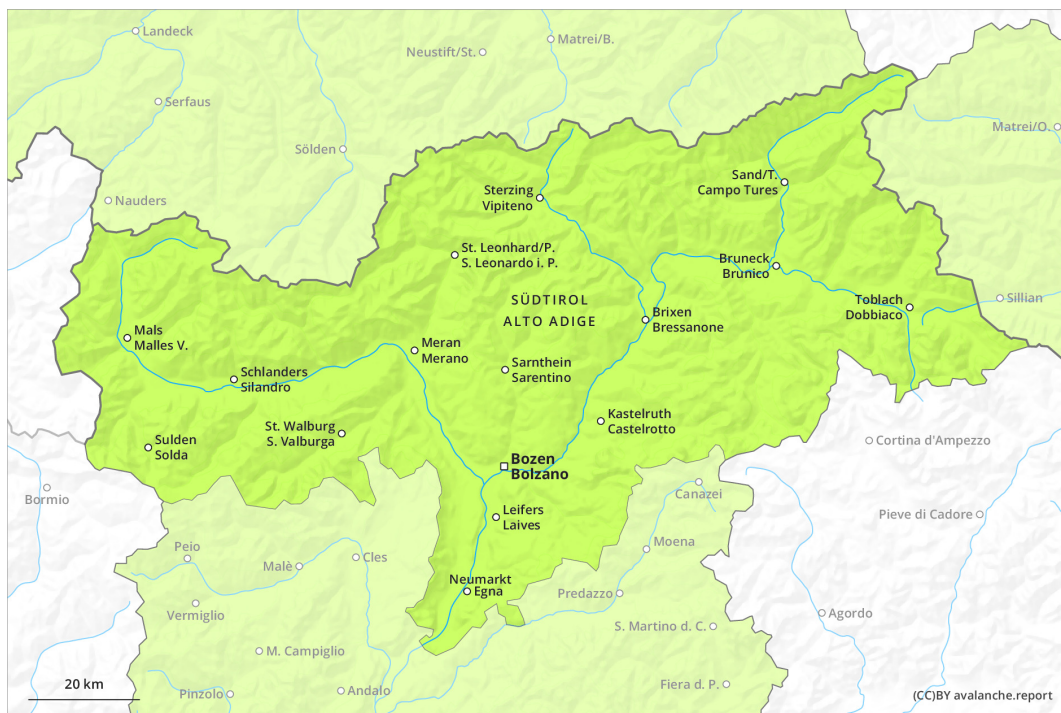 Landeck
Matrei/B.
Neustift/St.
Serfaus
Matrei/O.
Sölden
Sand/T.
Campo Tures
Sterzing
Vipiteno
Nauders
St. Leonhard/P.
S. Leonardo i. P.
Bruneck
Brunico
SÜDTIROL
ALTO ADIGE
Toblach
Dobbiaco
Sillian
Brixen
Bressanone
Mals
Malles V.
Meran
Merano
Sarnthein
Sarentino
Schlanders
Silandro
Kastelruth
Castelrotto
St. Walburg
S. Valburga
Sulden
Solda
Cortina d'Ampezzo
Bozen
Bolzano
Bormio
Canazei
Leifers
Laives
Pieve di Cadore
Moena
Peio
Cles
Malè
Neumarkt
Egna
Predazzo
Vermiglio
Agordo
S. Martino d. C.
M. Campiglio
20 km
Pinzolo
Andalo
Fiera d. P.
(CC)BY avalanche.report